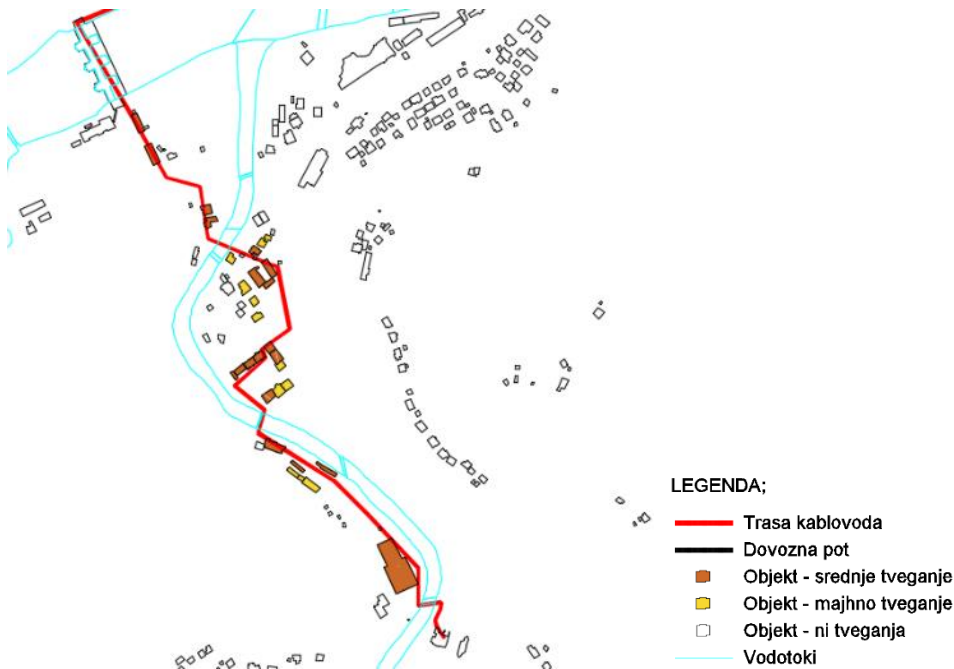 LEGENDA;
Trasa kablovoda
Dovozna pot
Objekt - srednje tveganje
Objekt - majhno tveganje
Objekt - ni tveganja
Vodotoki